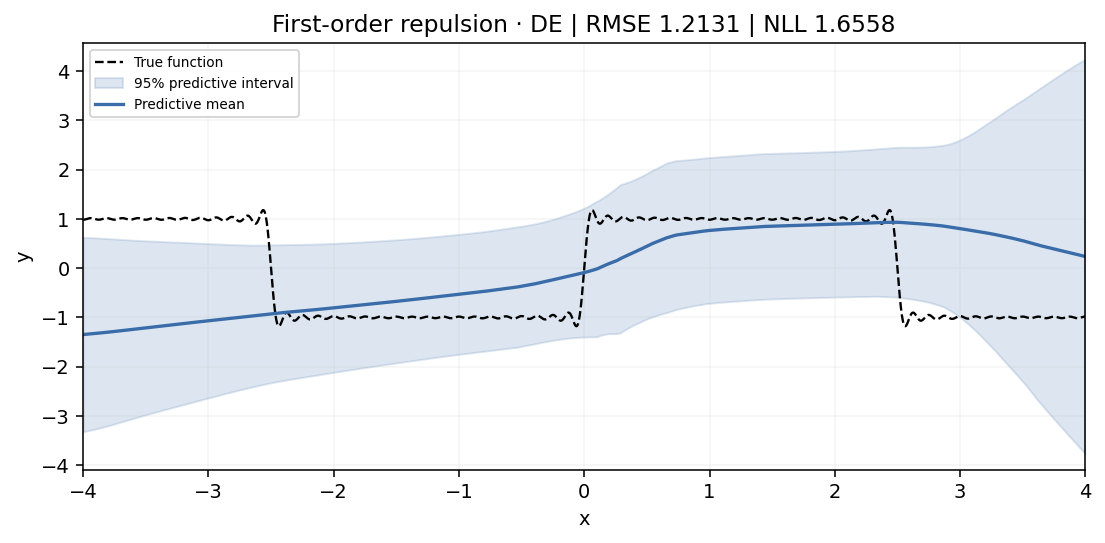 First-order repulsion · DE | RMSE 1.2131 | NLL 1.6558
True function
95% predictive interval
Predictive mean
y
4
3
2
1
0
−1
−2
−3
−4
−4 −3 −2 −1 0 1 2 3 4
x